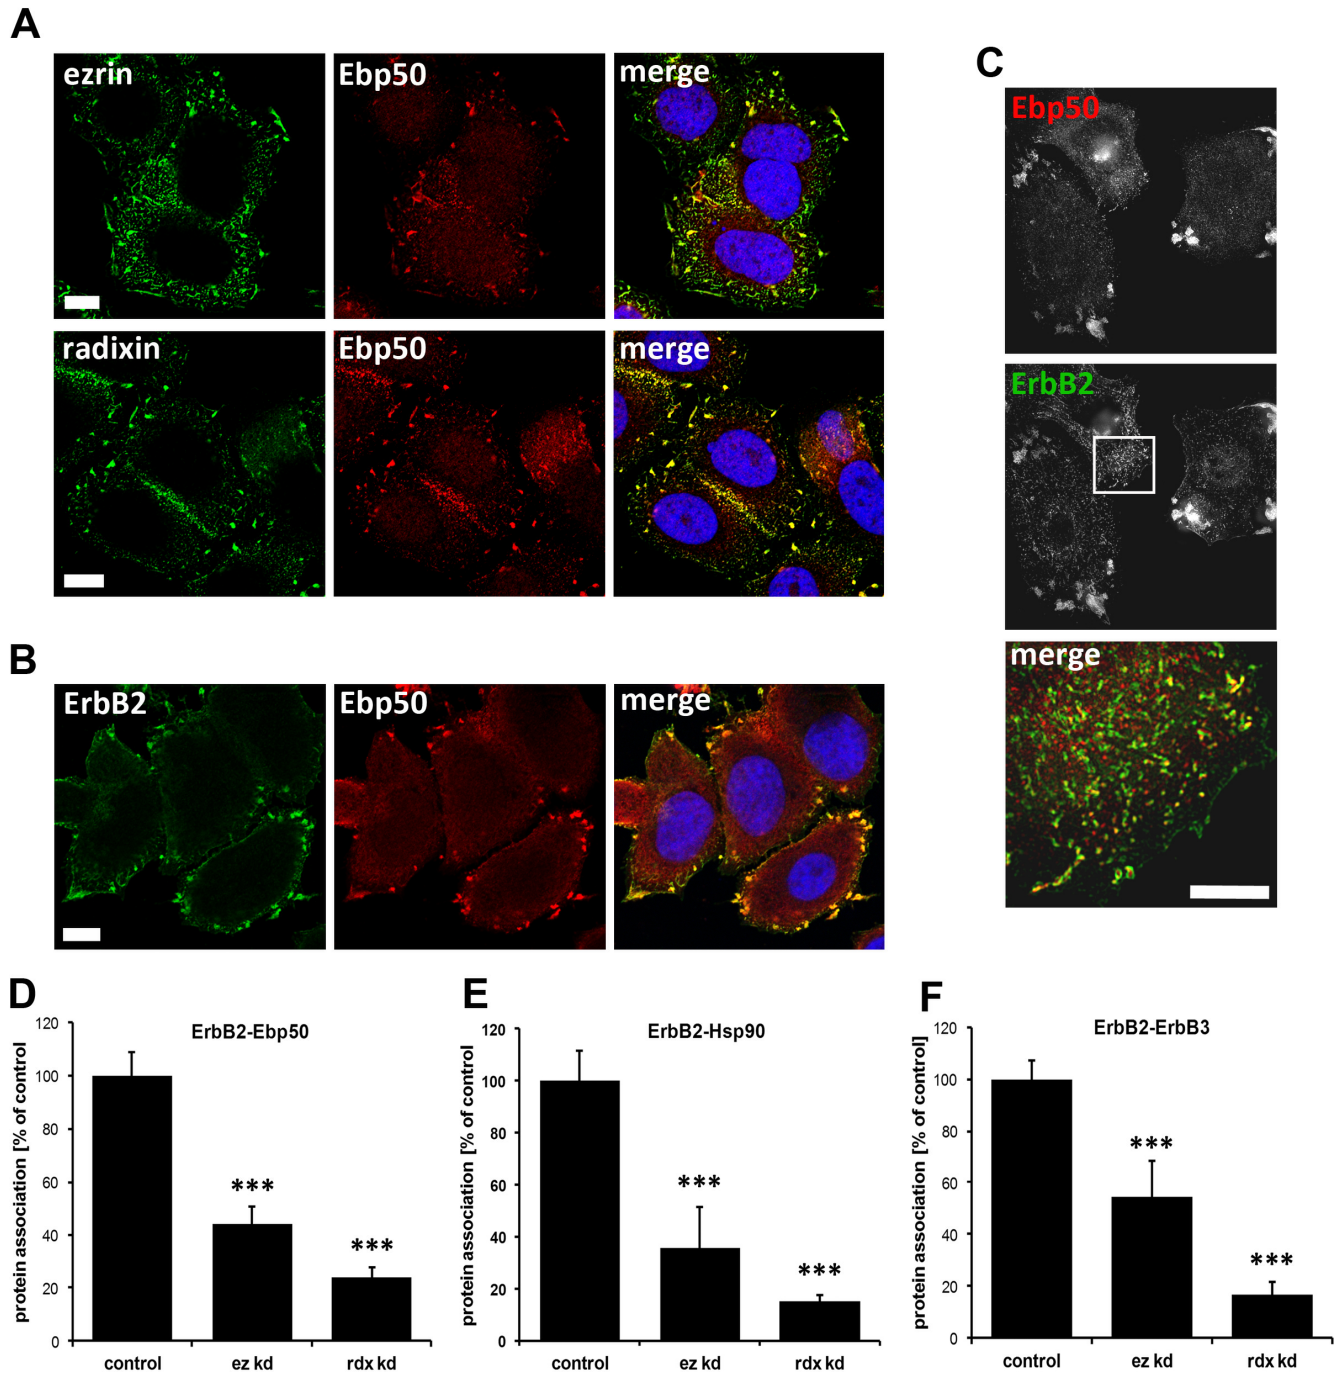 A
ezrin
Ebp50
merge
radixin
Ebp50
merge
B
ErbB2
Ebp50
merge
C
Ebp50
ErbB2
merge
D
ErbB2-Ebp50
protein association [% of control]
120
100
80
60
40
20
0
***
***
control
ez kd
rdx kd
E
ErbB2-Hsp90
protein association [% of control
120
100
80
60
40
20
0
***
***
control
ez kd
rdx kd
F
ErbB2-ErbB3
protein association [% of control]
120
100
80
60
40
20
0
***
***
control
ez kd
rdx kd